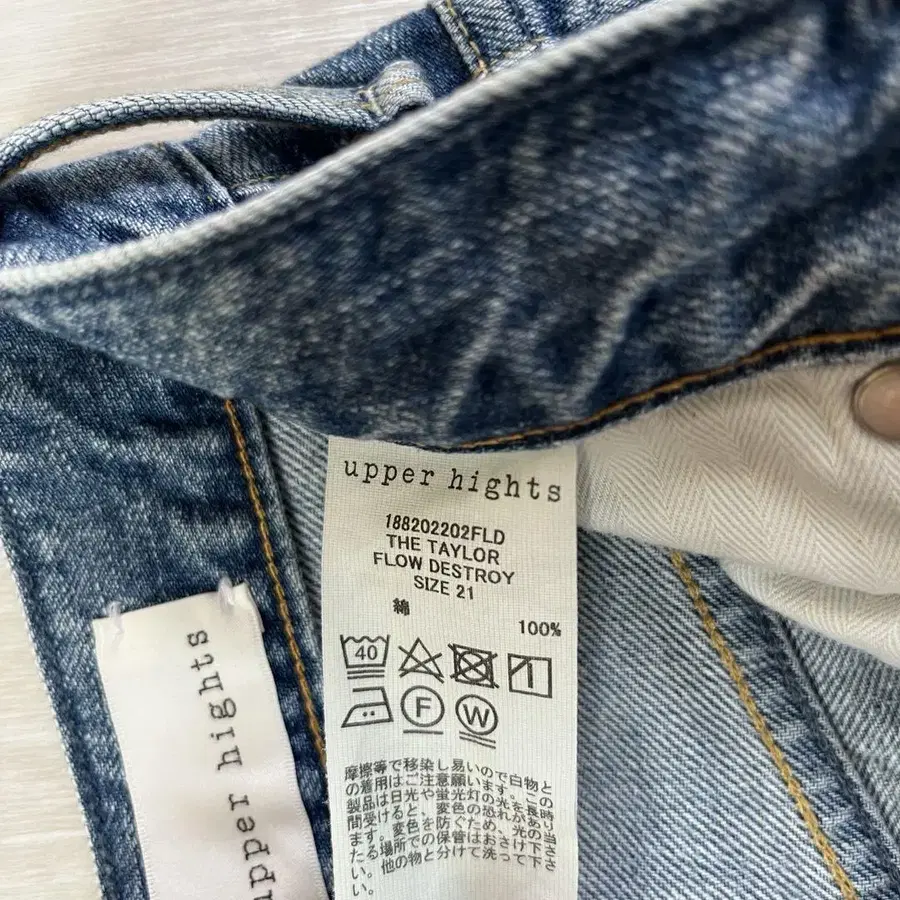 upper hights
188202202FLD
THE TAYLOR
FLOW DESTROY
SIZE 21
綿
100%
40
F
W
摩擦等で移染し易いので白物と
の着用はご注意願います。この
製品は日光や蛍光灯の光を長時
間受けると、変色の恐れがあり
ます。変色を防ぐため、光の当
たる場所での保管はおさけ下さ
い。他の物と分けて洗って下さ
い。
upper hights